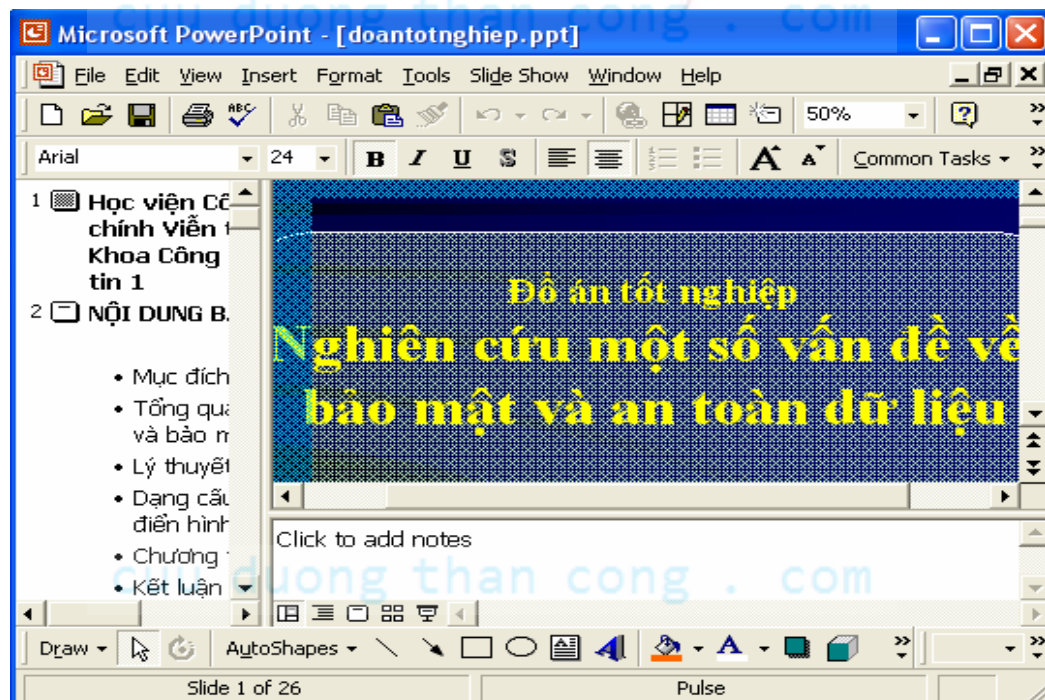 cuu duong than cong . com
Microsoft PowerPoint - [doantotnghiep.ppt]
File Edit View Insert Format Tools Slide Show Window Help
ABC 50%
Arial 24 B I U S A A Common Tasks
1 Học viện Cô
chính Viễn t
Khoa Công
tin 1
2 NỘI DUNG B.
• Mục đích
• Tổng qua
và bảo m
• Lý thuyết
• Dạng cấu
điển hình
• Chương
• Kết luận
Đồ án tốt nghiệp
Nghiên cứu một số vấn đề về
bảo mật và an toàn dữ liệu
Click to add notes
cuu duong than cong . com
Draw AutoShapes A
Slide 1 of 26 Pulse